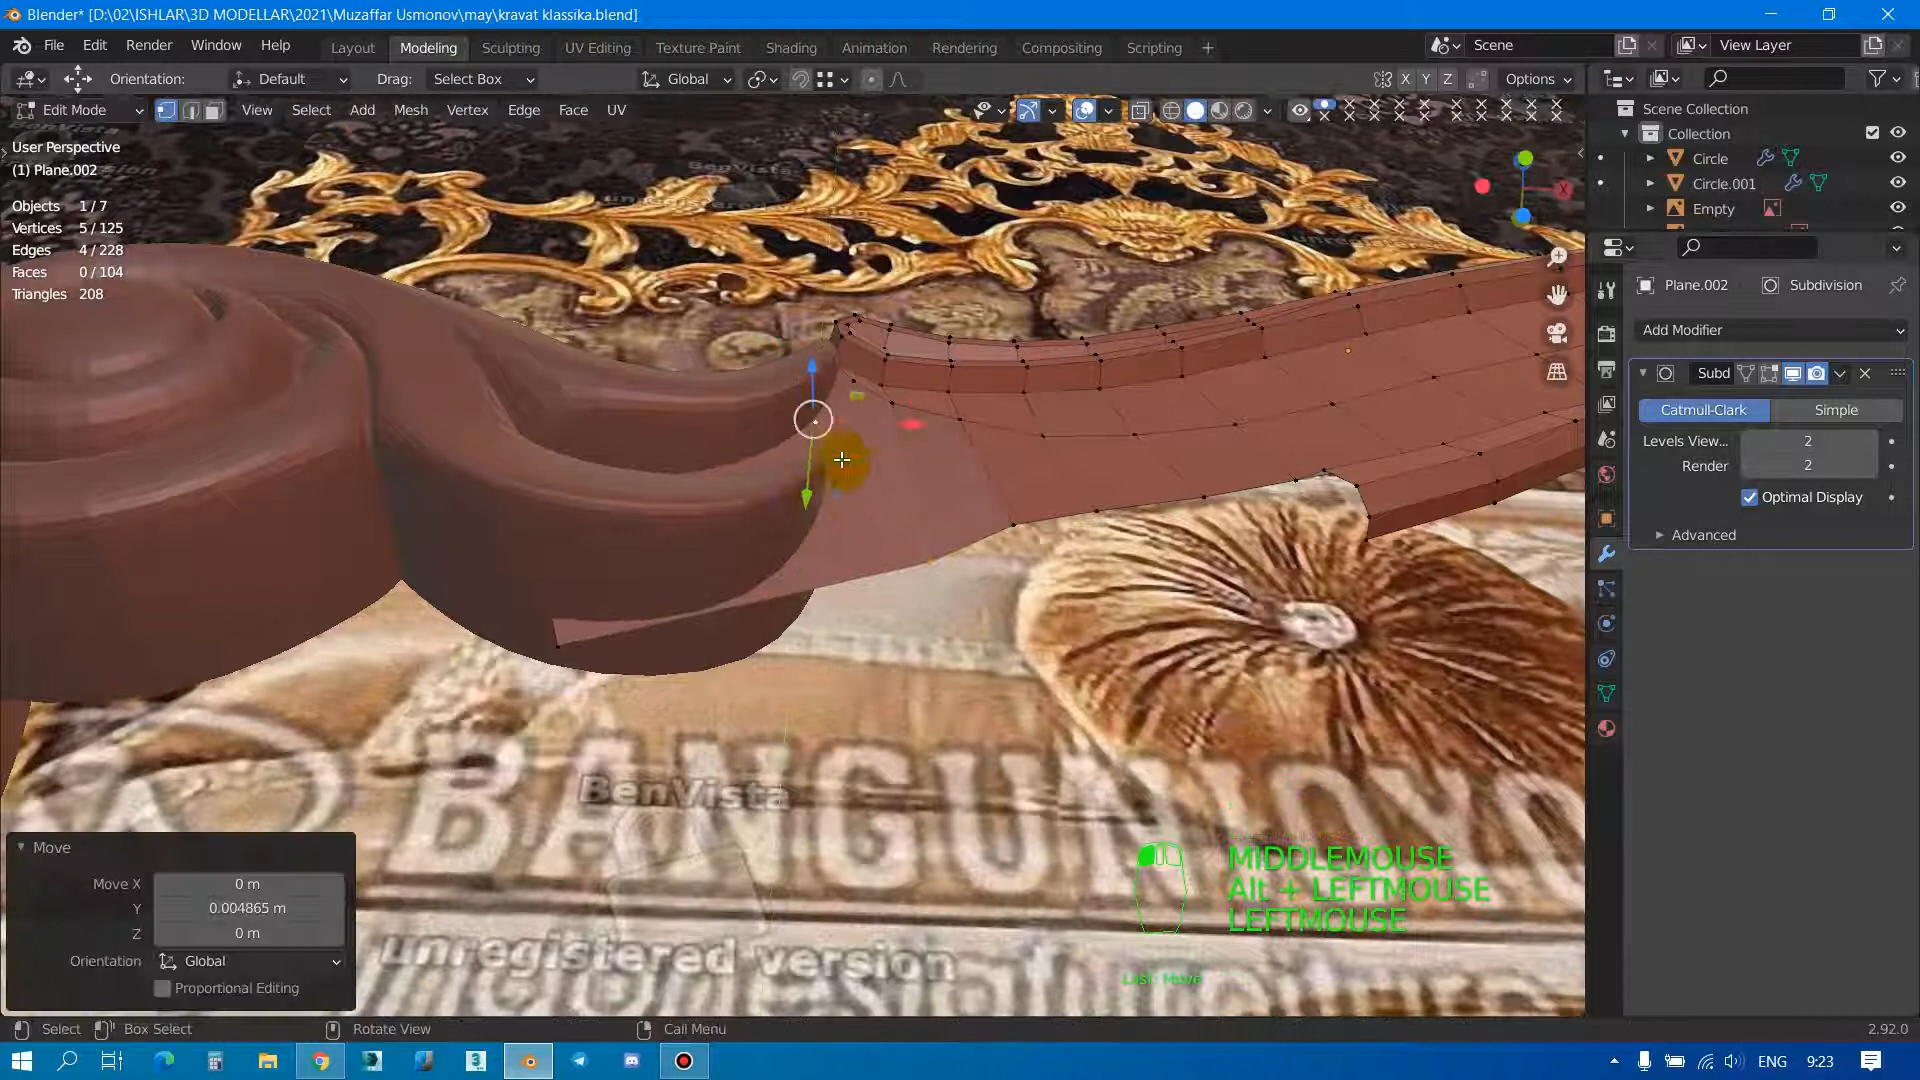 Blender* [D:\02\ISHLAR\3D MODELLAR\2021\Muzaffar Usmonov\may\kravat klassika.blend]
File Edit Render Window Help Layout Modeling Sculpting UV Editing Texture Paint Shading Animation Rendering Compositing Scripting + Scene View Layer
Orientation: Default Drag: Select Box Global X Y Z Options
Edit Mode View Select Add Mesh Vertex Edge Face UV
Scene Collection
Collection
Circle
Circle.001
Empty
User Perspective
(1) Plane.002
Objects 1 / 7
Vertices 5 / 125
Edges 4 / 228
Faces 0 / 104
Triangles 208
X
Plane.002 Subdivision
Add Modifier
Subd
Catmull-Clark Simple
Levels View... 2
Render 2
Optimal Display
Advanced
BenVista
unregistered version
Move
Move X 0 m
Y 0.004865 m
Z 0 m
Orientation Global
Proportional Editing
MIDDLEMOUSE
Alt + LEFTMOUSE
LEFTMOUSE
Last: Move
Select Box Select Rotate View Call Menu 2.92.0
ENG 9:23